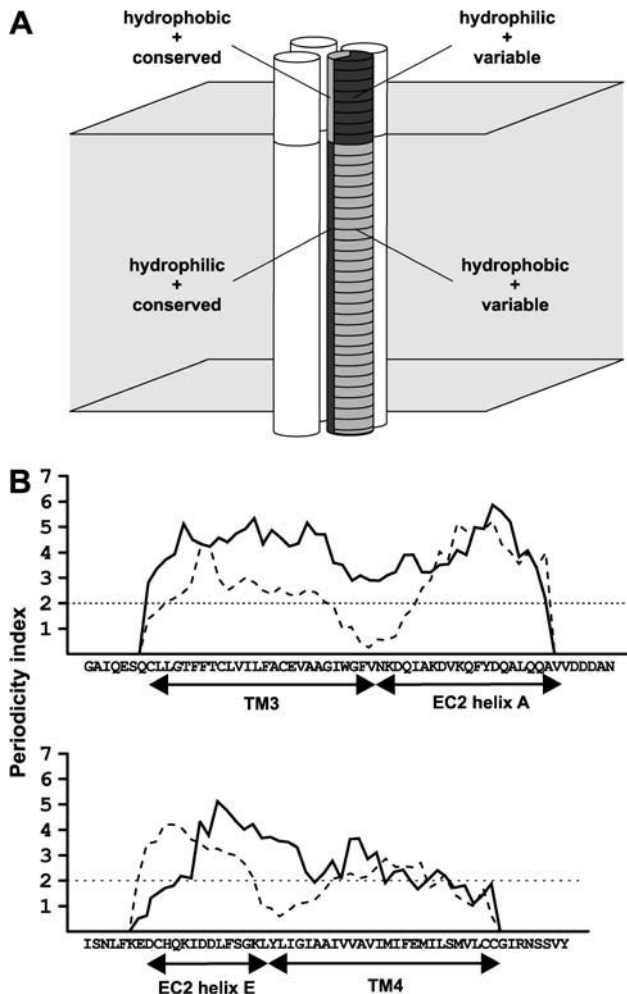 A
hydrophobic
+
conserved
hydrophilic
+
variable
hydrophilic
+
conserved
hydrophobic
+
variable
B
Periodicity index
7
6
5
4
3
2
1
GAIQESQCLLGTFFTCLVILFACEVAAGIWGFVNKDQIAKDVKQFYDQALQQAVVDDDAN
TM3
EC2 helix A
7
6
5
4
3
2
1
ISNLFKEDCHQKIDDLFSGKLYLIGIAAIVVAVIMIFEMILSMVLCCGIRNSSVY
EC2 helix E
TM4